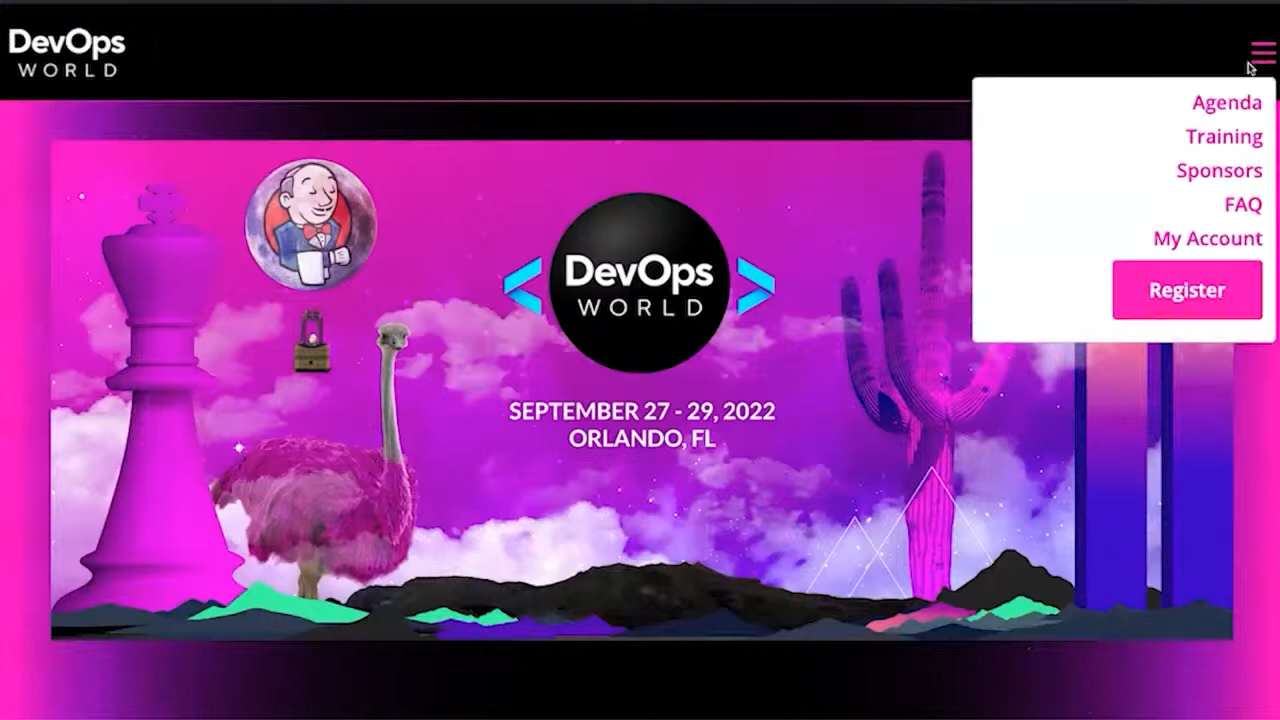 DevOps
WORLD
Agenda
Training
Sponsors
FAQ
My Account
Register
DevOps
WORLD
SEPTEMBER 27 - 29, 2022
ORLANDO, FL